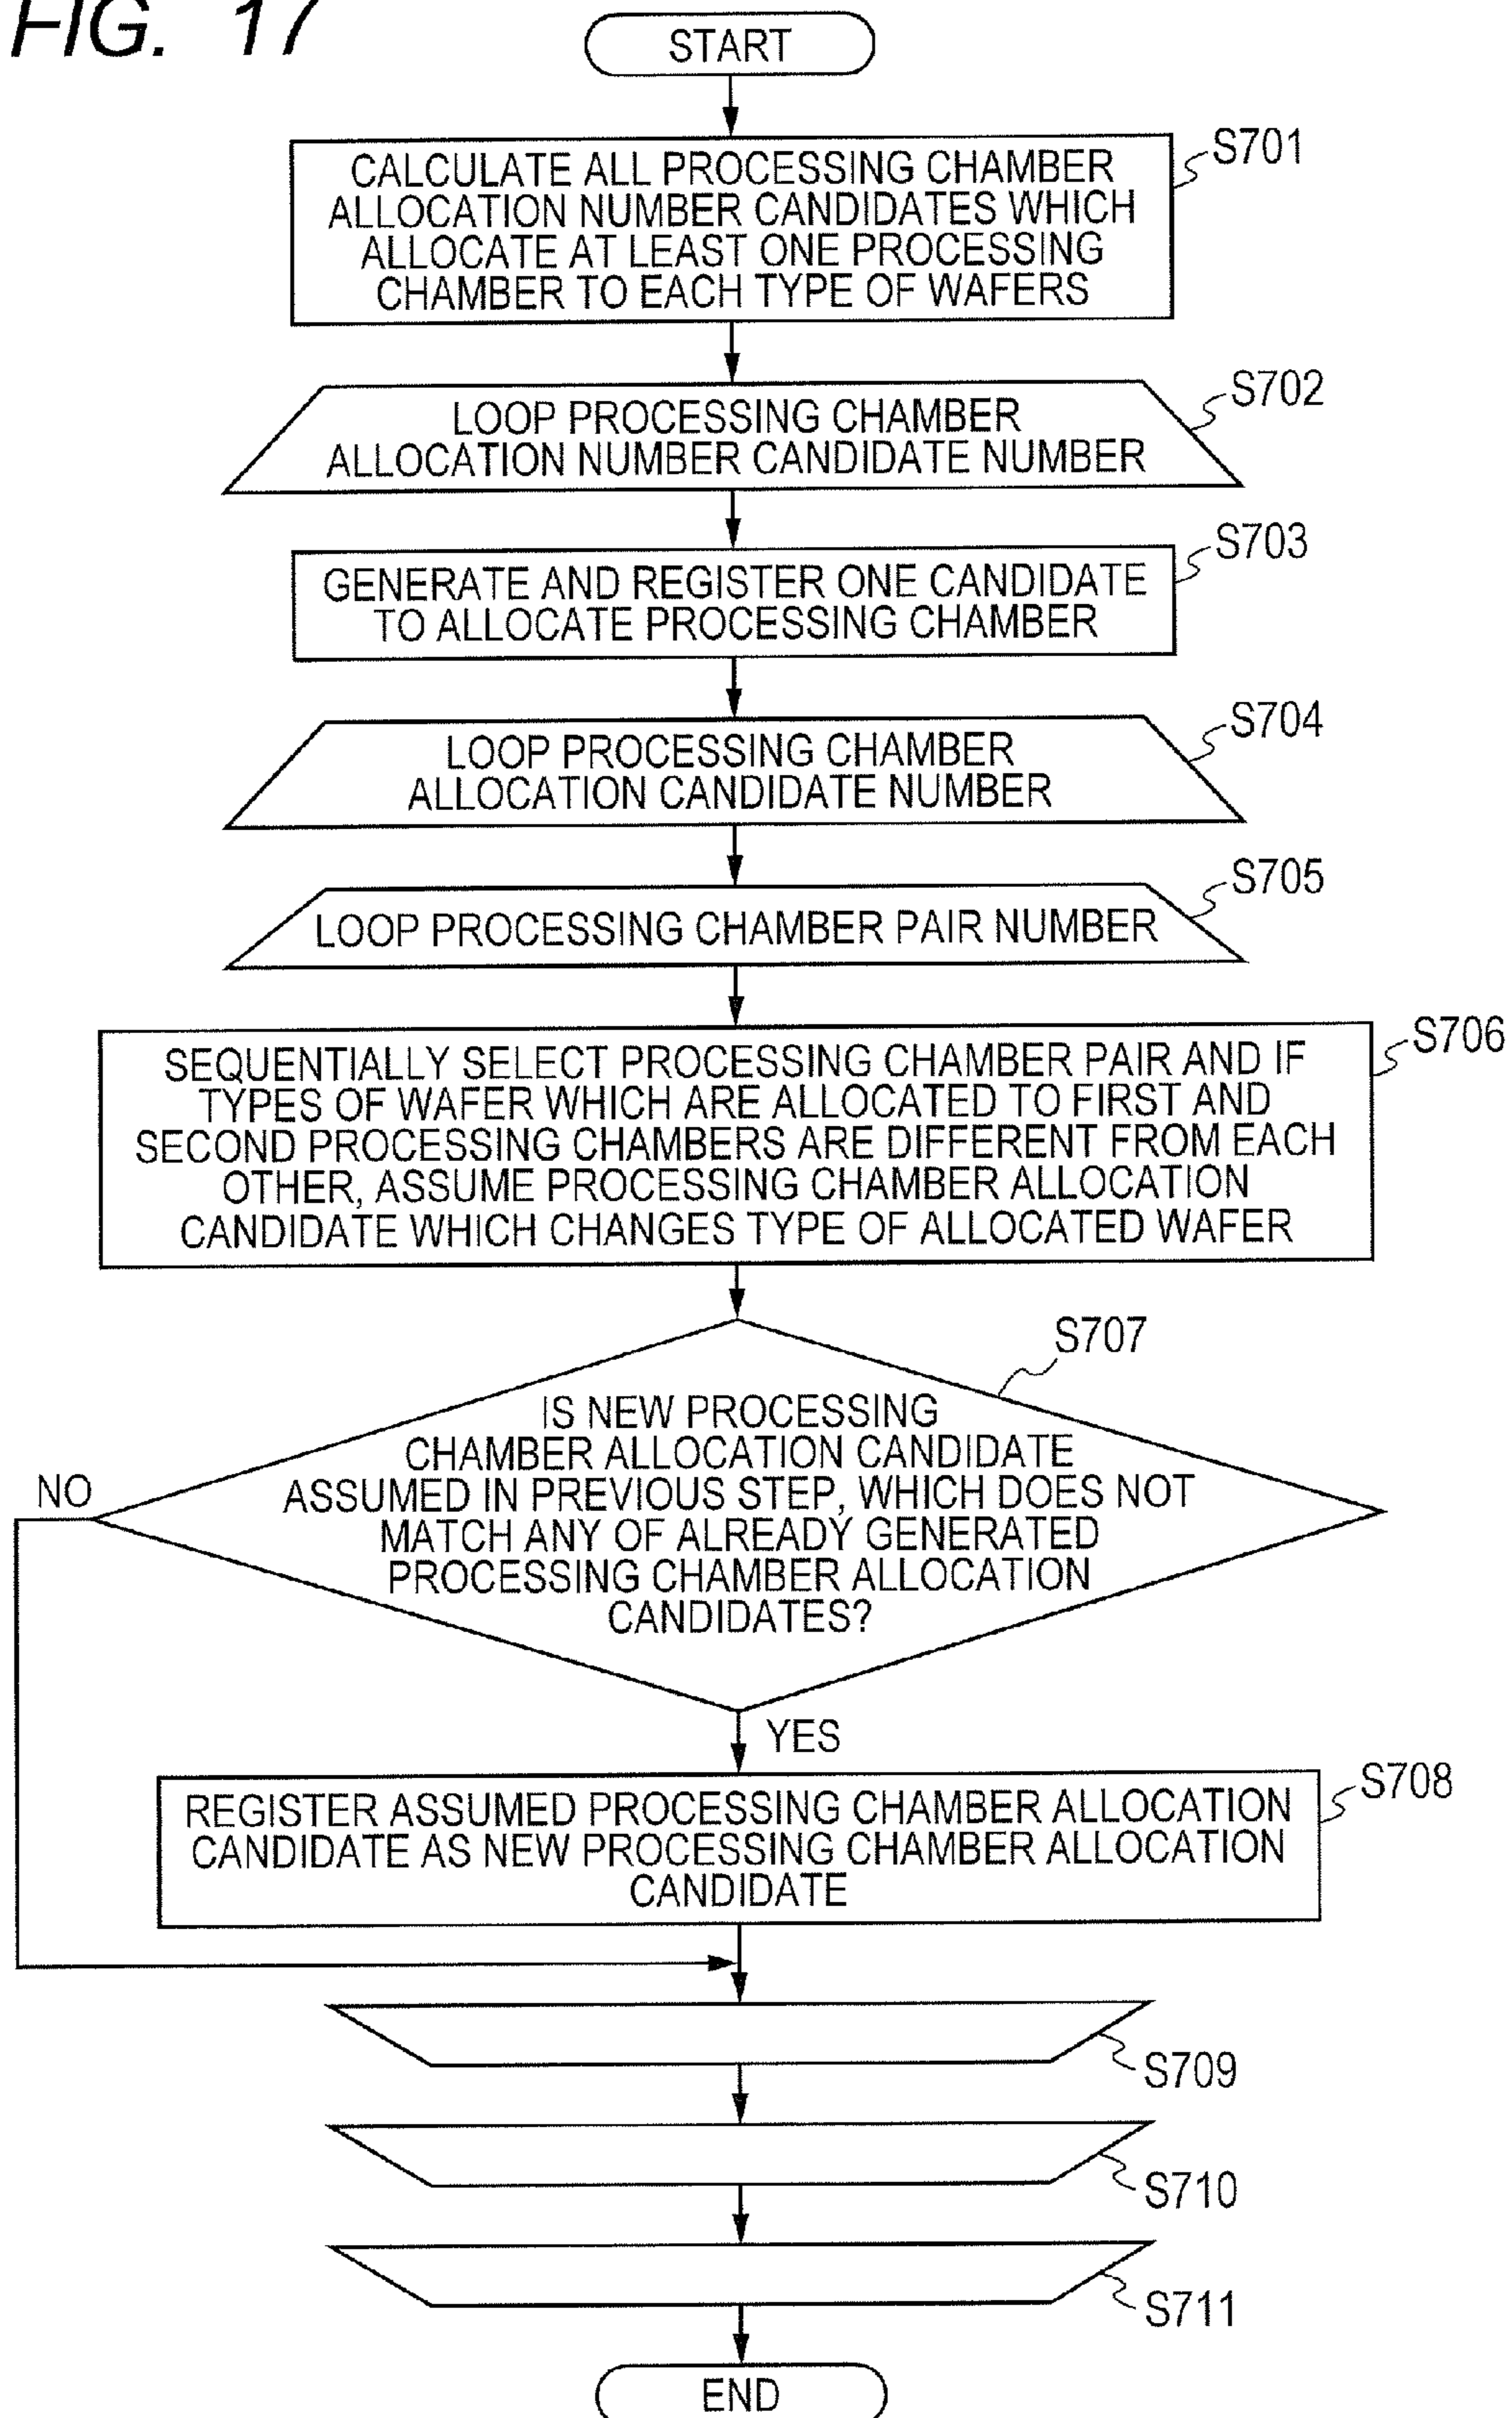 FIG. 17
START
CALCULATE ALL PROCESSING CHAMBER
ALLOCATION NUMBER CANDIDATES WHICH
ALLOCATE AT LEAST ONE PROCESSING
CHAMBER TO EACH TYPE OF WAFERS
S701
LOOP PROCESSING CHAMBER
ALLOCATION NUMBER CANDIDATE NUMBER
S702
GENERATE AND REGISTER ONE CANDIDATE
TO ALLOCATE PROCESSING CHAMBER
S703
LOOP PROCESSING CHAMBER
ALLOCATION CANDIDATE NUMBER
S704
LOOP PROCESSING CHAMBER PAIR NUMBER
S705
SEQUENTIALLY SELECT PROCESSING CHAMBER PAIR AND IF
TYPES OF WAFER WHICH ARE ALLOCATED TO FIRST AND
SECOND PROCESSING CHAMBERS ARE DIFFERENT FROM EACH
OTHER, ASSUME PROCESSING CHAMBER ALLOCATION
CANDIDATE WHICH CHANGES TYPE OF ALLOCATED WAFER
S706
S707
IS NEW PROCESSING
CHAMBER ALLOCATION CANDIDATE
ASSUMED IN PREVIOUS STEP, WHICH DOES NOT
MATCH ANY OF ALREADY GENERATED
PROCESSING CHAMBER ALLOCATION
CANDIDATES?
NO
YES
REGISTER ASSUMED PROCESSING CHAMBER ALLOCATION
CANDIDATE AS NEW PROCESSING CHAMBER ALLOCATION
CANDIDATE
S708
S709
S710
S711
END